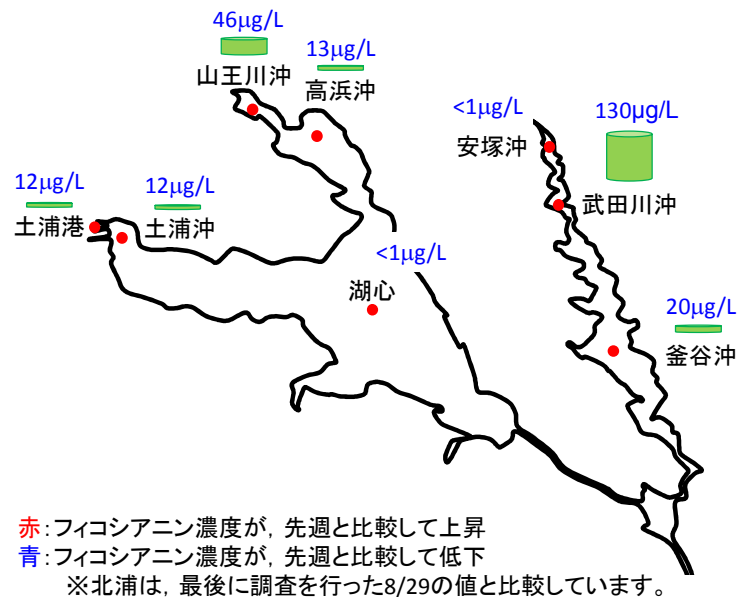 46μg/L
山王川沖
13μg/L
高浜沖
<1μg/L
安塚沖
130μg/L
武田川沖
12μg/L
土浦港
12μg/L
土浦沖
<1μg/L
湖心
20μg/L
釜谷沖
赤:フィコシアニン濃度が, 先週と比較して上昇
青:フィコシアニン濃度が, 先週と比較して低下
※北浦は, 最後に調査を行った8/29の値と比較しています。